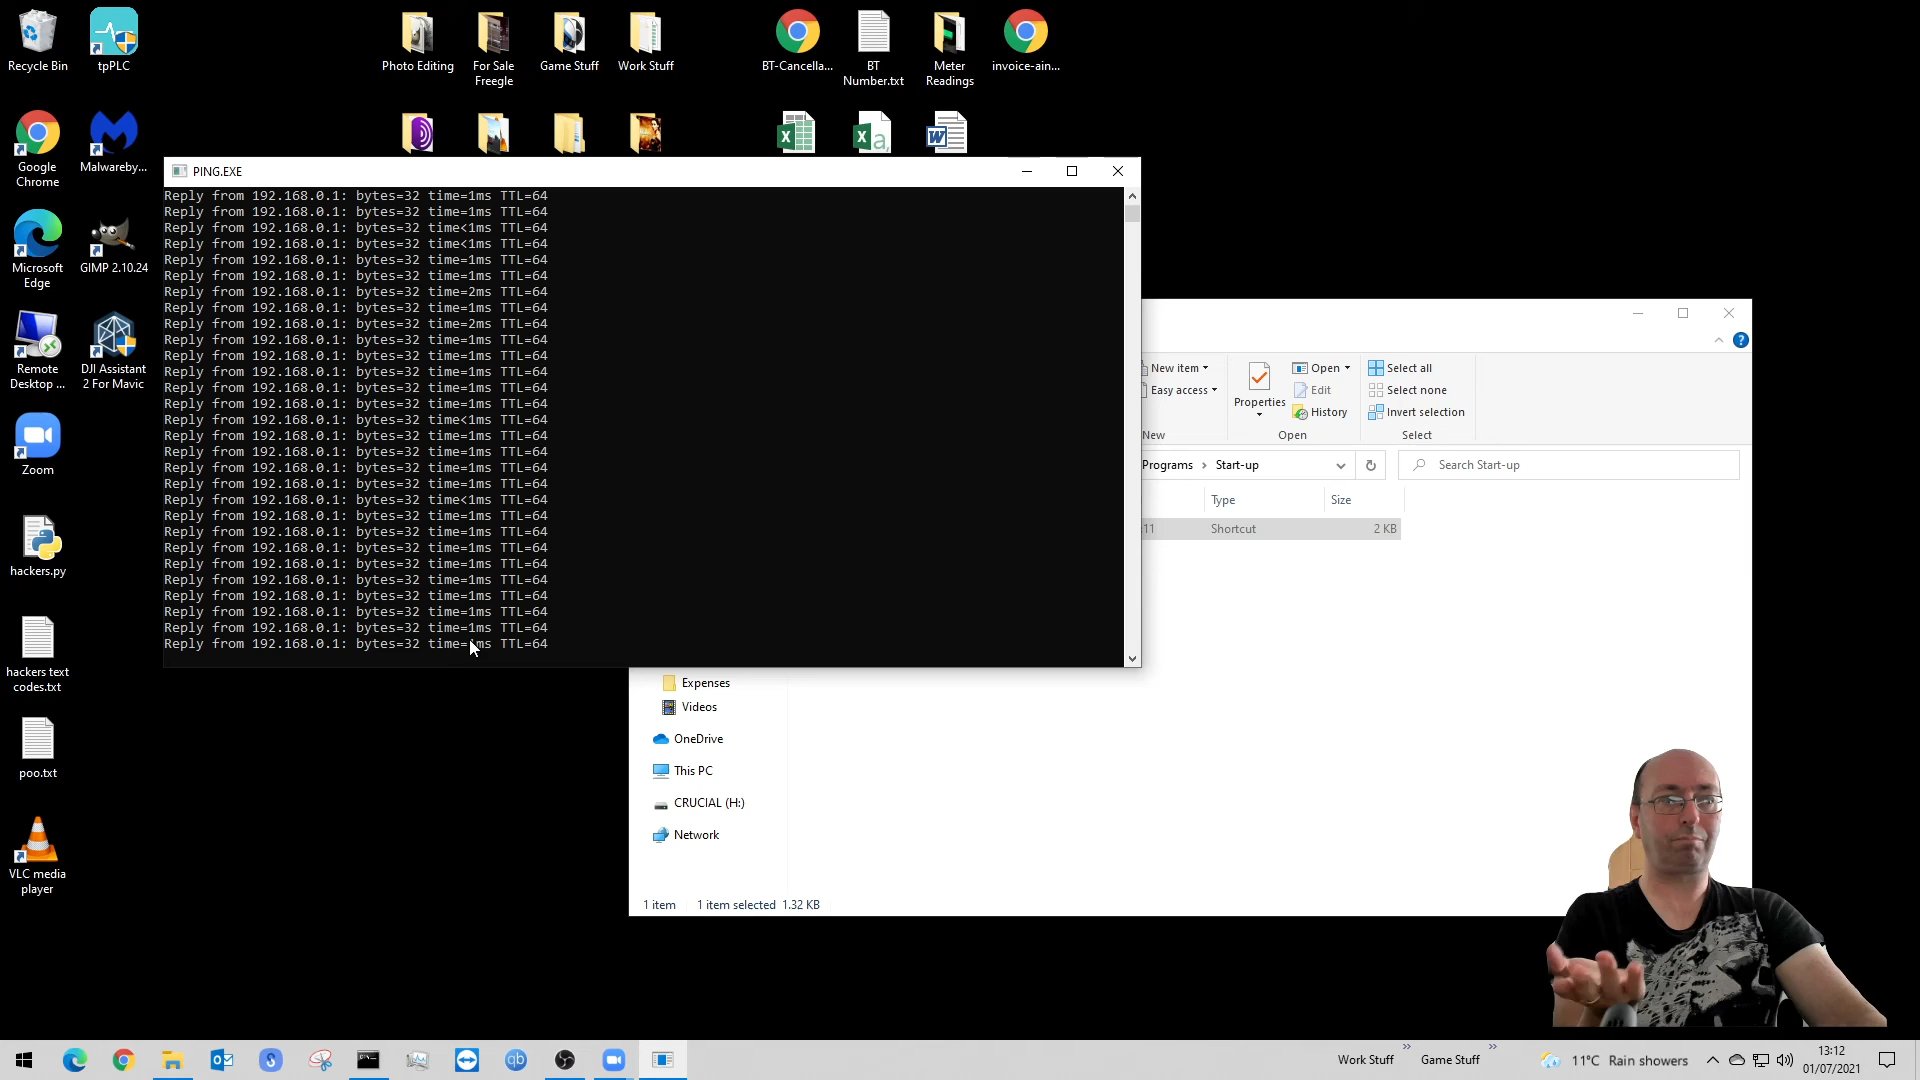 Recycle Bin
tpPLC
Photo Editing
For Sale
Freegle
Game Stuff
Work Stuff
BT-Cancella...
BT
Number.txt
Meter
Readings
invoice-ain...
Google
Chrome
Malwareby...
Microsoft
Edge
GIMP 2.10.24
Remote
Desktop ...
DJI Assistant
2 For Mavic
Zoom
hackers.py
hackers text
codes.txt
poo.txt
VLC media
player
PING.EXE
Reply from 192.168.0.1: bytes=32 time=1ms TTL=64
Reply from 192.168.0.1: bytes=32 time=1ms TTL=64
Reply from 192.168.0.1: bytes=32 time<1ms TTL=64
Reply from 192.168.0.1: bytes=32 time<1ms TTL=64
Reply from 192.168.0.1: bytes=32 time=1ms TTL=64
Reply from 192.168.0.1: bytes=32 time=1ms TTL=64
Reply from 192.168.0.1: bytes=32 time=2ms TTL=64
Reply from 192.168.0.1: bytes=32 time=1ms TTL=64
Reply from 192.168.0.1: bytes=32 time=2ms TTL=64
Reply from 192.168.0.1: bytes=32 time=1ms TTL=64
Reply from 192.168.0.1: bytes=32 time=1ms TTL=64
Reply from 192.168.0.1: bytes=32 time=1ms TTL=64
Reply from 192.168.0.1: bytes=32 time=1ms TTL=64
Reply from 192.168.0.1: bytes=32 time=1ms TTL=64
Reply from 192.168.0.1: bytes=32 time<1ms TTL=64
Reply from 192.168.0.1: bytes=32 time=1ms TTL=64
Reply from 192.168.0.1: bytes=32 time=1ms TTL=64
Reply from 192.168.0.1: bytes=32 time=1ms TTL=64
Reply from 192.168.0.1: bytes=32 time=1ms TTL=64
Reply from 192.168.0.1: bytes=32 time<1ms TTL=64
Reply from 192.168.0.1: bytes=32 time=1ms TTL=64
Reply from 192.168.0.1: bytes=32 time=1ms TTL=64
Reply from 192.168.0.1: bytes=32 time=1ms TTL=64
Reply from 192.168.0.1: bytes=32 time=1ms TTL=64
Reply from 192.168.0.1: bytes=32 time=1ms TTL=64
Reply from 192.168.0.1: bytes=32 time=1ms TTL=64
Reply from 192.168.0.1: bytes=32 time=1ms TTL=64
Reply from 192.168.0.1: bytes=32 time=1ms TTL=64
Reply from 192.168.0.1: bytes=32 time=1ms TTL=64
New item
Easy access
New
Properties
Open
Edit
History
Open
Select all
Select none
Invert selection
Select
Programs › Start-up
Search Start-up
Type
Size
11
Shortcut
2 KB
Expenses
Videos
OneDrive
This PC
CRUCIAL (H:)
Network
1 item 1 item selected 1.32 KB
Work Stuff
Game Stuff
11°C Rain showers
13:12
01/07/2021